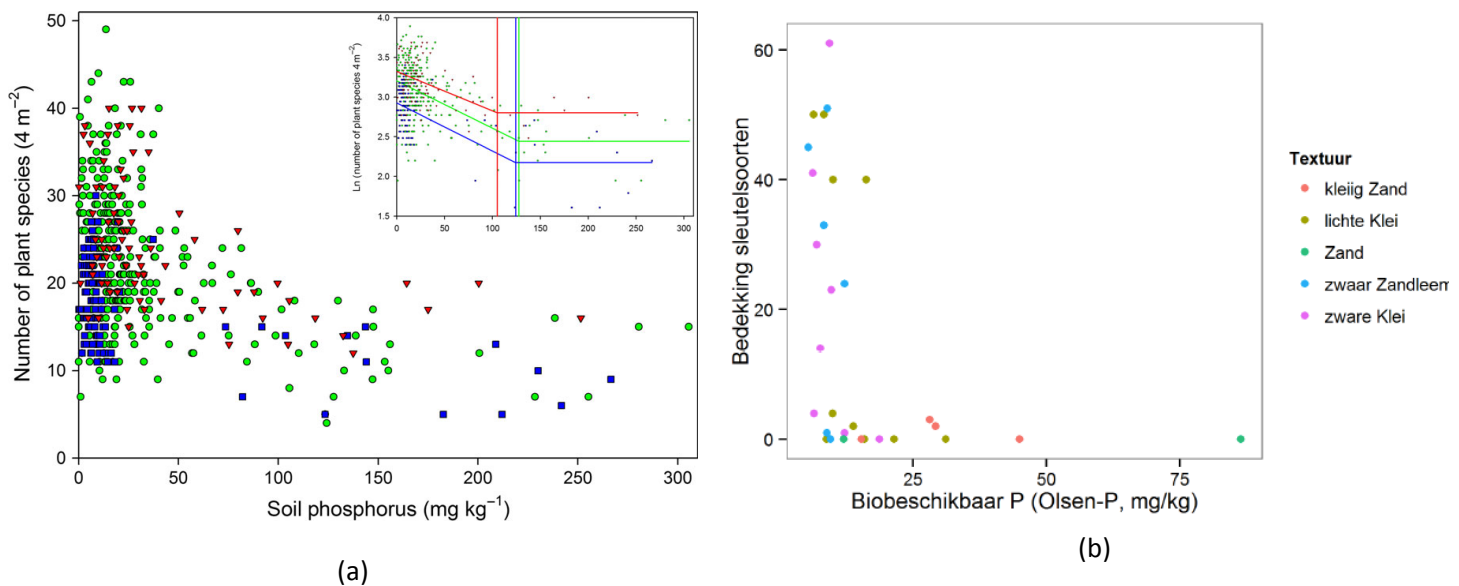 Number of plant species (4 m⁻²)
50
40
30
20
10
0
0 50 100 150 200 250 300
Soil phosphorus (mg kg⁻¹)
Ln (number of plant species 4 m⁻²)
4.0
3.5
3.0
2.5
2.0
1.5
0 50 100 150 200 250 300
(a)
Bedekking sleutelsoorten
60
40
20
0
25 50 75
Biobeschikbaar P (Olsen-P, mg/kg)
Textuur
kleiig Zand
lichte Klei
Zand
zwaar Zandleem
zware Klei
(b)